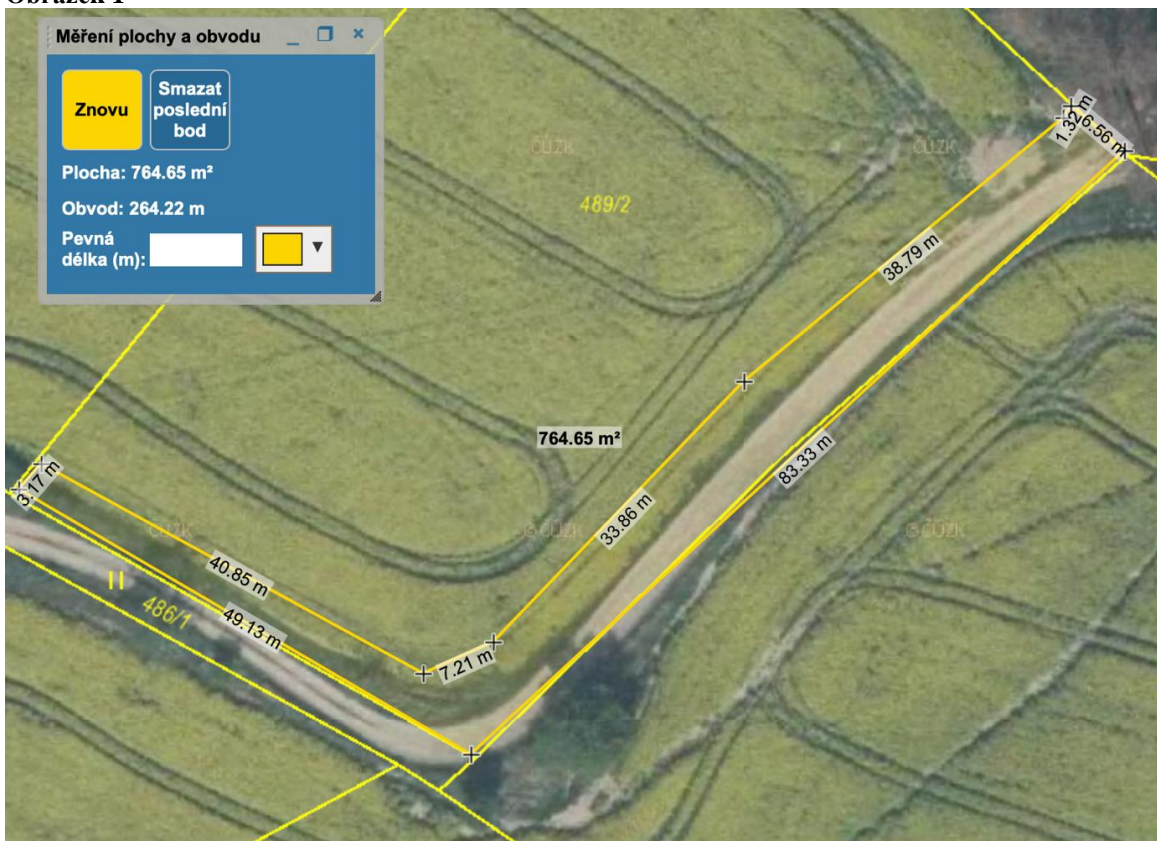 Obrázek 1
Měření plochy a obvodu
Znovu
Smazat
poslední
bod
Plocha: 764.65 m²
Obvod: 264.22 m
Pevná
délka (m):
ČÚZK
ČÚZK
1.32 m
6.56 m
489/2
38.79 m
764.65 m²
83.33 m
3.17 m
33.86 m
ČÚZK
©ČÚZK
©ČÚZK
40.85 m
486/1
49.13 m
7.21 m